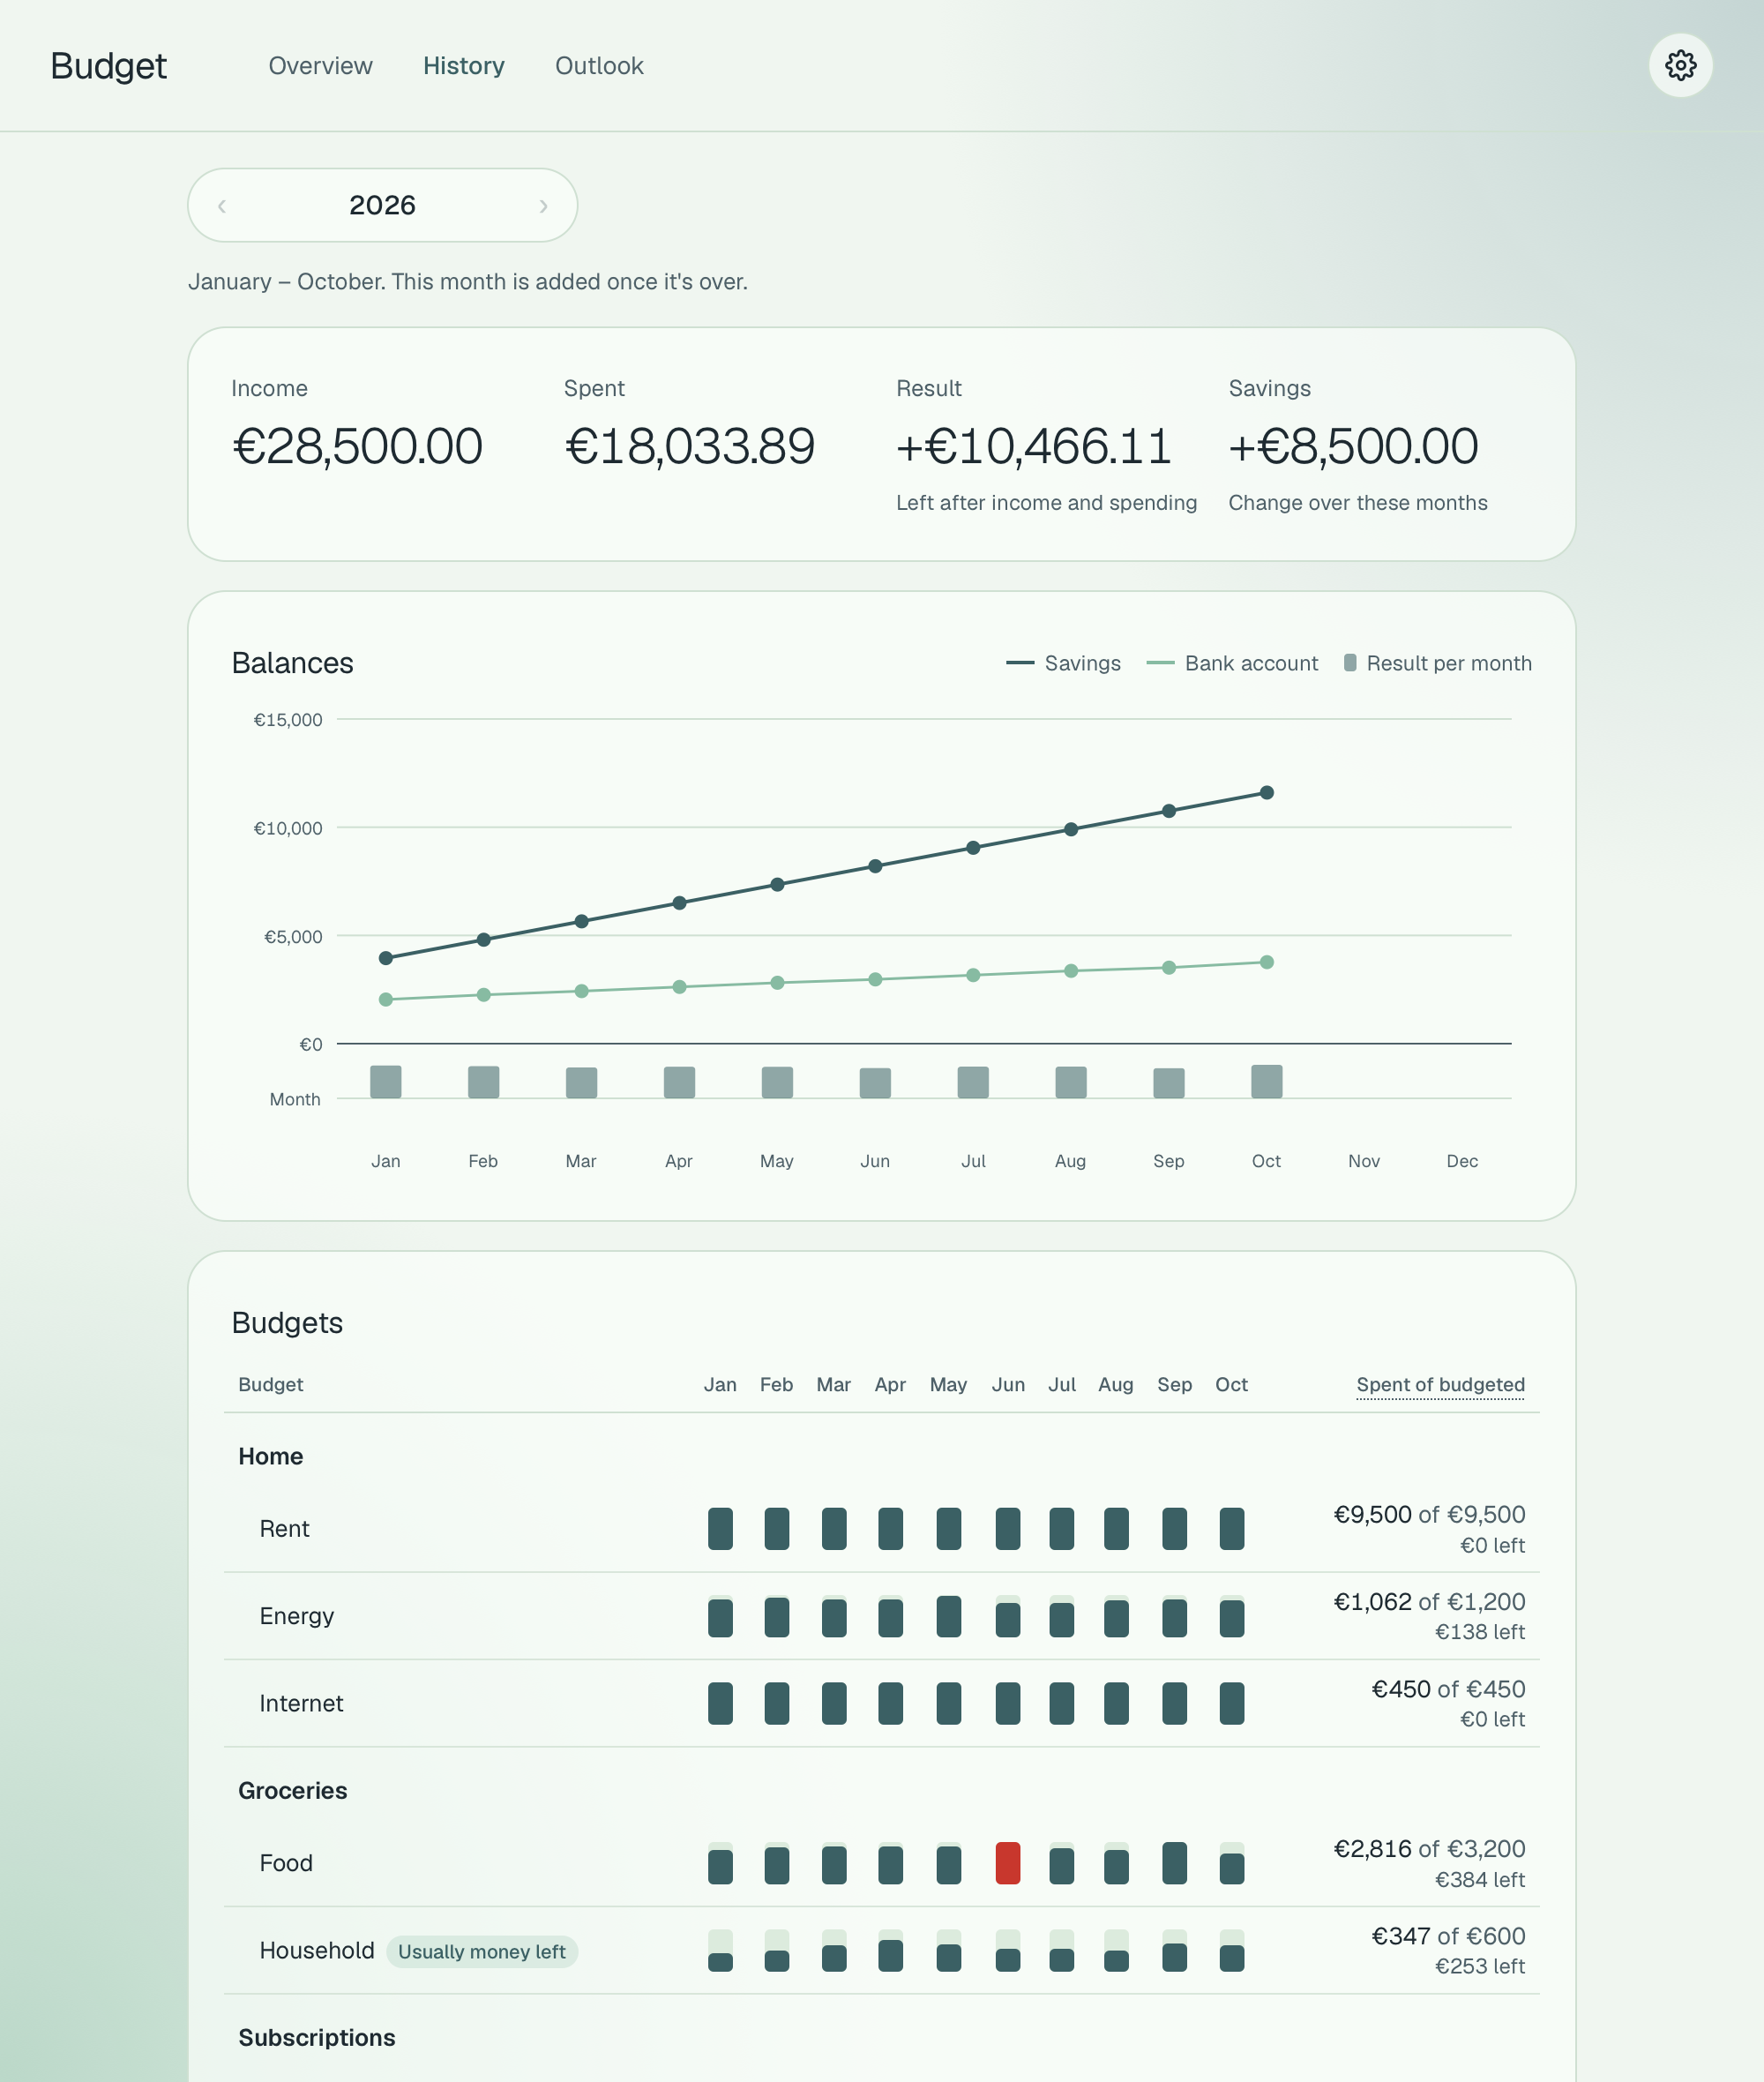 Budget
Overview
History
Outlook
‹ 2026 ›
January – October. This month is added once it's over.
Income
€28,500.00
Spent
€18,033.89
Result
+€10,466.11
Left after income and spending
Savings
+€8,500.00
Change over these months
Balances
Savings
Bank account
Result per month
€15,000
€10,000
€5,000
€0
Month
Jan Feb Mar Apr May Jun Jul Aug Sep Oct Nov Dec
Budgets
Budget Jan Feb Mar Apr May Jun Jul Aug Sep Oct Spent of budgeted
Home
Rent
€9,500 of €9,500
€0 left
Energy
€1,062 of €1,200
€138 left
Internet
€450 of €450
€0 left
Groceries
Food
€2,816 of €3,200
€384 left
Household Usually money left
€347 of €600
€253 left
Subscriptions